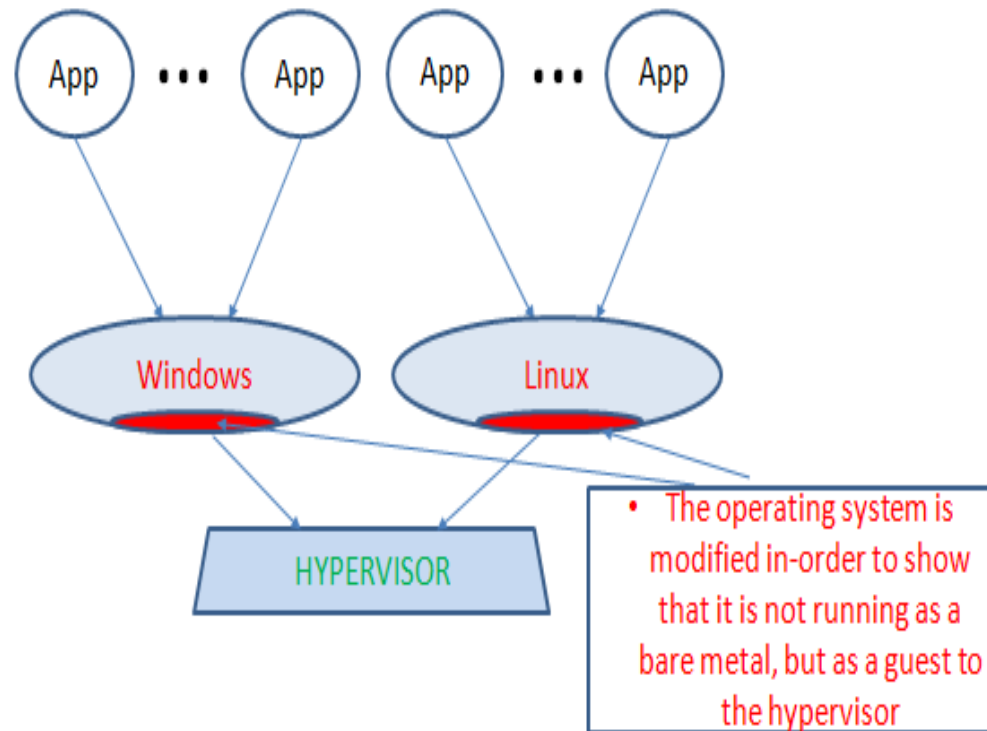 App ... App App ... App
Windows Linux
HYPERVISOR
• The operating system is
modified in-order to show
that it is not running as a
bare metal, but as a guest to
the hypervisor